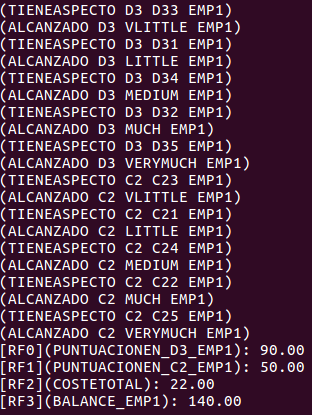 (TIENEASPECTO D3 D33 EMP1)
(ALCANZADO D3 VLITTLE EMP1)
(TIENEASPECTO D3 D31 EMP1)
(ALCANZADO D3 LITTLE EMP1)
(TIENEASPECTO D3 D34 EMP1)
(ALCANZADO D3 MEDIUM EMP1)
(TIENEASPECTO D3 D32 EMP1)
(ALCANZADO D3 MUCH EMP1)
(TIENEASPECTO D3 D35 EMP1)
(ALCANZADO D3 VERYMUCH EMP1)
(TIENEASPECTO C2 C23 EMP1)
(ALCANZADO C2 VLITTLE EMP1)
(TIENEASPECTO C2 C21 EMP1)
(ALCANZADO C2 LITTLE EMP1)
(TIENEASPECTO C2 C24 EMP1)
(ALCANZADO C2 MEDIUM EMP1)
(TIENEASPECTO C2 C22 EMP1)
(ALCANZADO C2 MUCH EMP1)
(TIENEASPECTO C2 C25 EMP1)
(ALCANZADO C2 VERYMUCH EMP1)
[RF0](PUNTUACIONEN_D3_EMP1): 90.00
[RF1](PUNTUACIONEN_C2_EMP1): 50.00
[RF2](COSTETOTAL): 22.00
[RF3](BALANCE_EMP1): 140.00